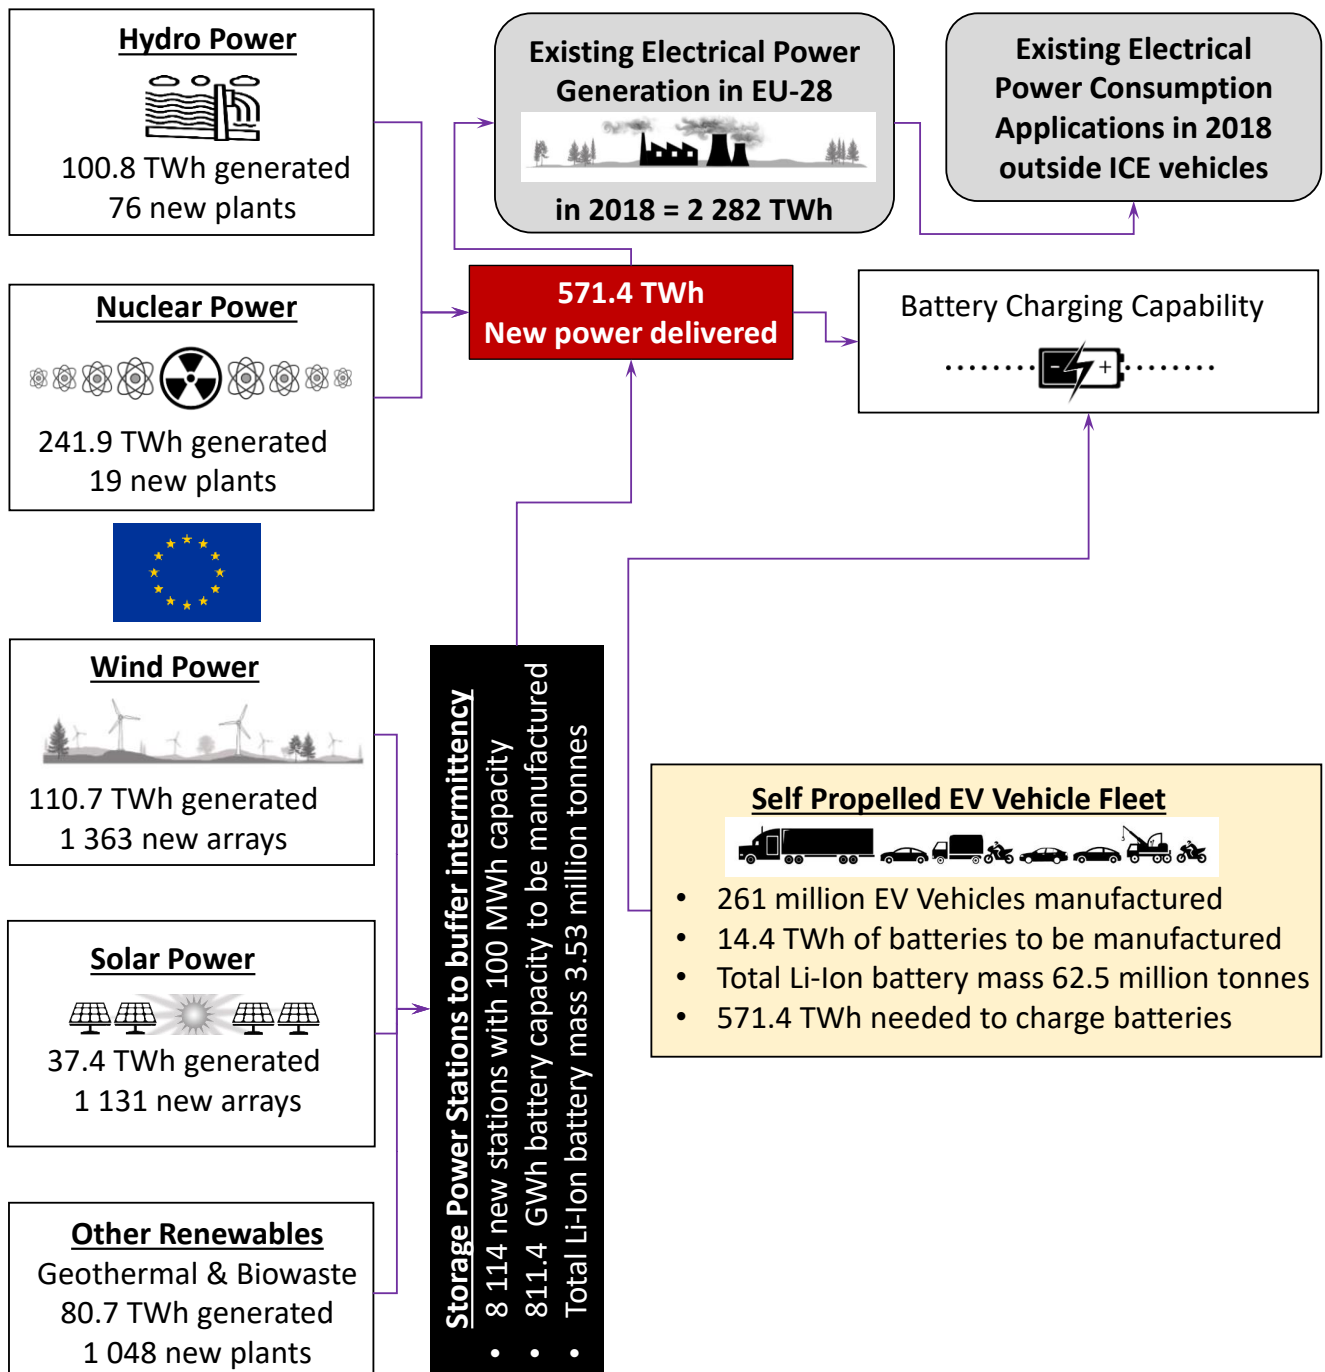 Hydro Power
100.8 TWh generated
76 new plants
Existing Electrical Power
Generation in EU-28
in 2018 = 2 282 TWh
Existing Electrical
Power Consumption
Applications in 2018
outside ICE vehicles
Nuclear Power
241.9 TWh generated
19 new plants
571.4 TWh
New power delivered
Battery Charging Capability
- +
Wind Power
110.7 TWh generated
1 363 new arrays
Solar Power
37.4 TWh generated
1 131 new arrays
Other Renewables
Geothermal & Biowaste
80.7 TWh generated
1 048 new plants
Storage Power Stations to buffer intermittency
• 8 114 new stations with 100 MWh capacity
• 811.4 GWh battery capacity to be manufactured
• Total Li-Ion battery mass 3.53 million tonnes
Self Propelled EV Vehicle Fleet
• 261 million EV Vehicles manufactured
• 14.4 TWh of batteries to be manufactured
• Total Li-Ion battery mass 62.5 million tonnes
• 571.4 TWh needed to charge batteries